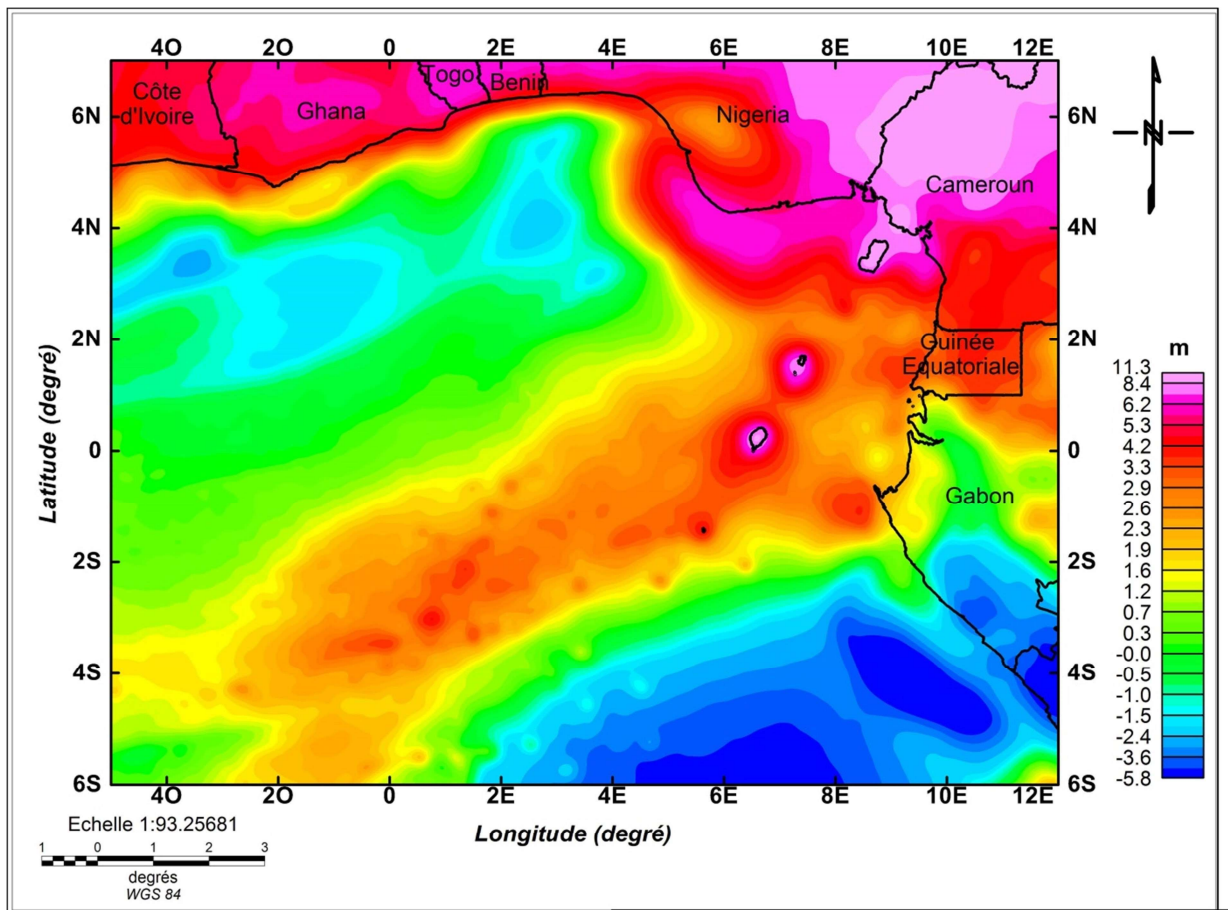 4O 2O 0 2E 4E 6E 8E 10E 12E
Togo
Benin
Côte
d'Ivoire
Ghana
Nigeria
Cameroun
6N
6N
4N
4N
2N
2N
Guinée
Equatoriale
0
0
Gabon
2S
2S
4S
4S
6S
6S
4O 2O 0 2E 4E 6E 8E 10E 12E
Latitude (degré)
Longitude (degré)
N
m
11.3
8.4
6.2
5.3
4.2
3.3
2.9
2.6
2.3
1.9
1.6
1.2
0.7
0.3
-0.0
-0.5
-1.0
-1.5
-2.4
-3.6
-5.8
Echelle 1:93.25681
1 0 1 2 3
degrés
WGS 84